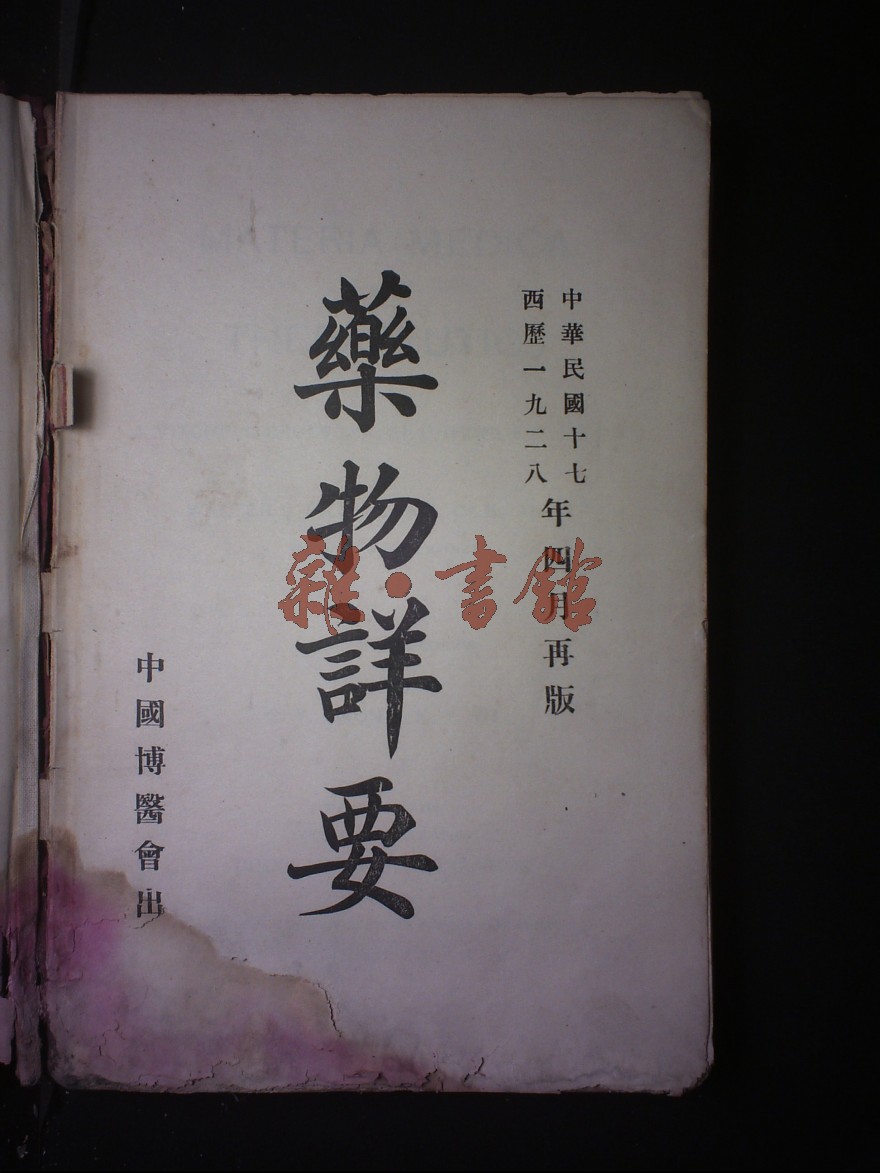 中華民國十七
西歷一九二八
年四月再版
藥物詳要
中國博醫會出
雜·書館